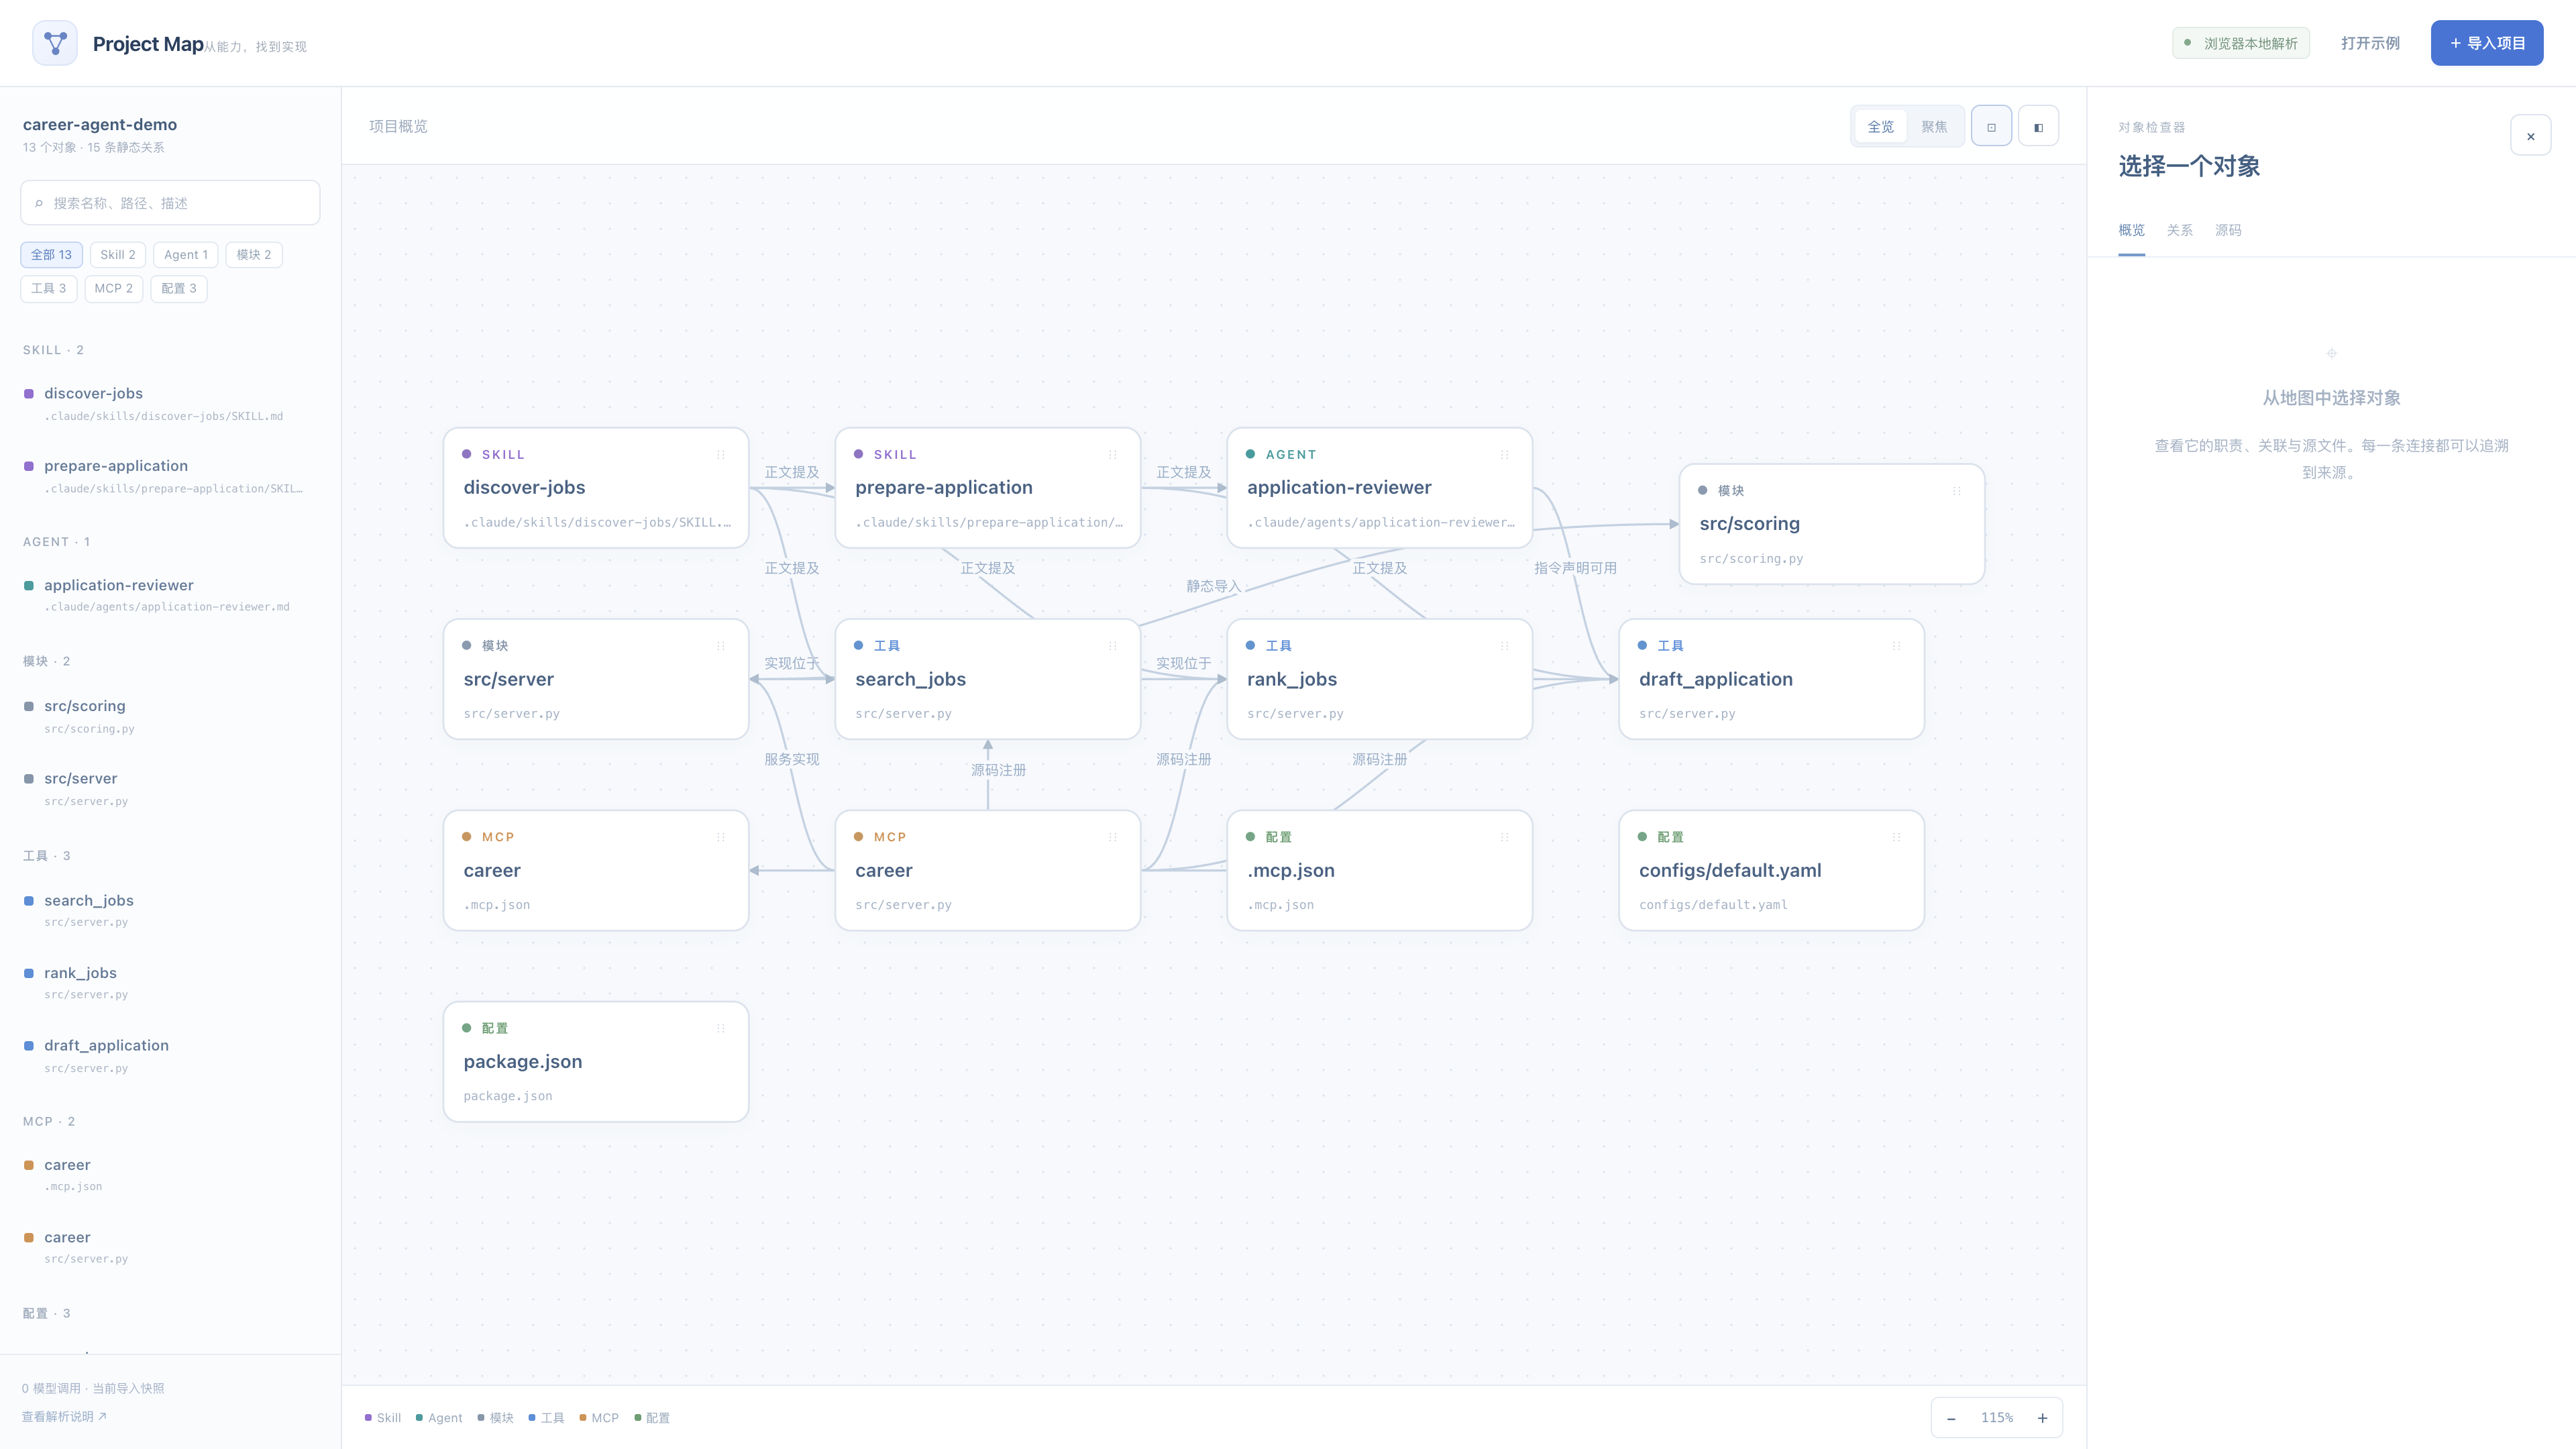 Project Map 从能力，找到实现
浏览器本地解析
打开示例
+ 导入项目
career-agent-demo
13 个对象 · 15 条静态关系
搜索名称、路径、描述
全部 13
Skill 2
Agent 1
模块 2
工具 3
MCP 2
配置 3
SKILL · 2
discover-jobs
.claude/skills/discover-jobs/SKILL.md
prepare-application
.claude/skills/prepare-application/SKIL…
AGENT · 1
application-reviewer
.claude/agents/application-reviewer.md
模块 · 2
src/scoring
src/scoring.py
src/server
src/server.py
工具 · 3
search_jobs
src/server.py
rank_jobs
src/server.py
draft_application
src/server.py
MCP · 2
career
.mcp.json
career
src/server.py
配置 · 3
0 模型调用 · 当前导入快照
查看解析说明 ↗
项目概览
全览
聚焦
SKILL
discover-jobs
.claude/skills/discover-jobs/SKILL.…
正文提及
SKILL
prepare-application
.claude/skills/prepare-application/…
正文提及
AGENT
application-reviewer
.claude/agents/application-reviewer…
模块
src/scoring
src/scoring.py
正文提及
正文提及
静态导入
正文提及
指令声明可用
模块
src/server
src/server.py
实现位于
工具
search_jobs
src/server.py
实现位于
工具
rank_jobs
src/server.py
工具
draft_application
src/server.py
服务实现
源码注册
源码注册
源码注册
MCP
career
.mcp.json
MCP
career
src/server.py
配置
.mcp.json
.mcp.json
配置
configs/default.yaml
configs/default.yaml
配置
package.json
package.json
Skill
Agent
模块
工具
MCP
配置
− 115% +
对象检查器
×
选择一个对象
概览
关系
源码
从地图中选择对象
查看它的职责、关联与源文件。每一条连接都可以追溯
到来源。